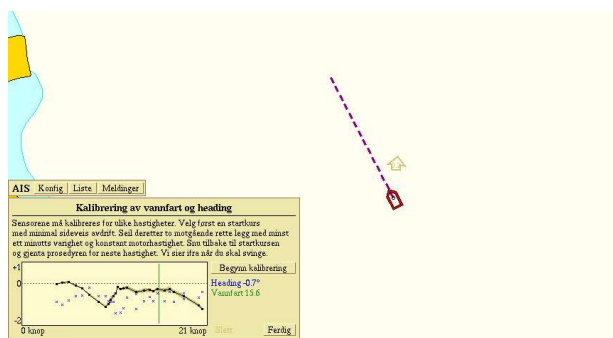 AIS Konfig Liste Meldinger
Kalibrering av vannfart og heading
Sensorene må kalibreres for ulike hastigheter. Velg først en startkurs
med minimal sideveis avdrift. Seil deretter to motgående rette legg med minst
ett minutts varighet og konstant motorhastighet. Snu tilbake til startkursen
og gjenta prosedyren for neste hastighet. Vi sier ifra når du skal svinge.
+1
0
-2
0 knop
21 knop
Begynn kalibrering
Heading -0.7°
Vannfart 15.6
Slett
Ferdig